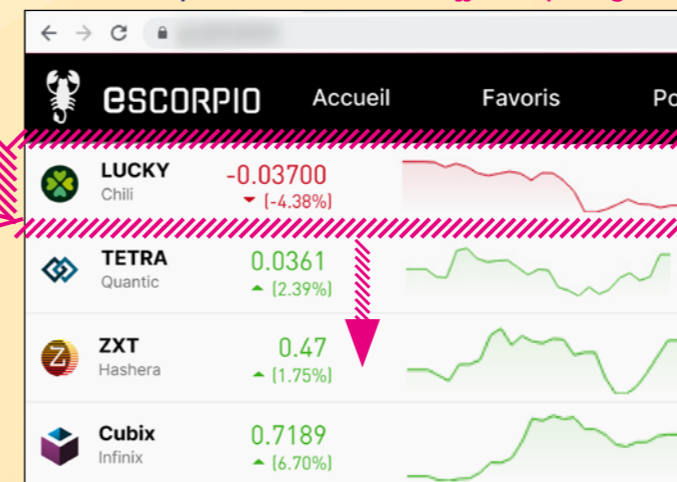 eSCORPIO Accueil Favoris
LUCKY -0.03700
Chili ▼ (-4.38%)
TETRA 0.0361
Quantic ▲ (2.39%)
ZXT 0.47
Hashera ▲ (1.75%)
Cubix 0.7189
Infinix ▲ (6.70%)